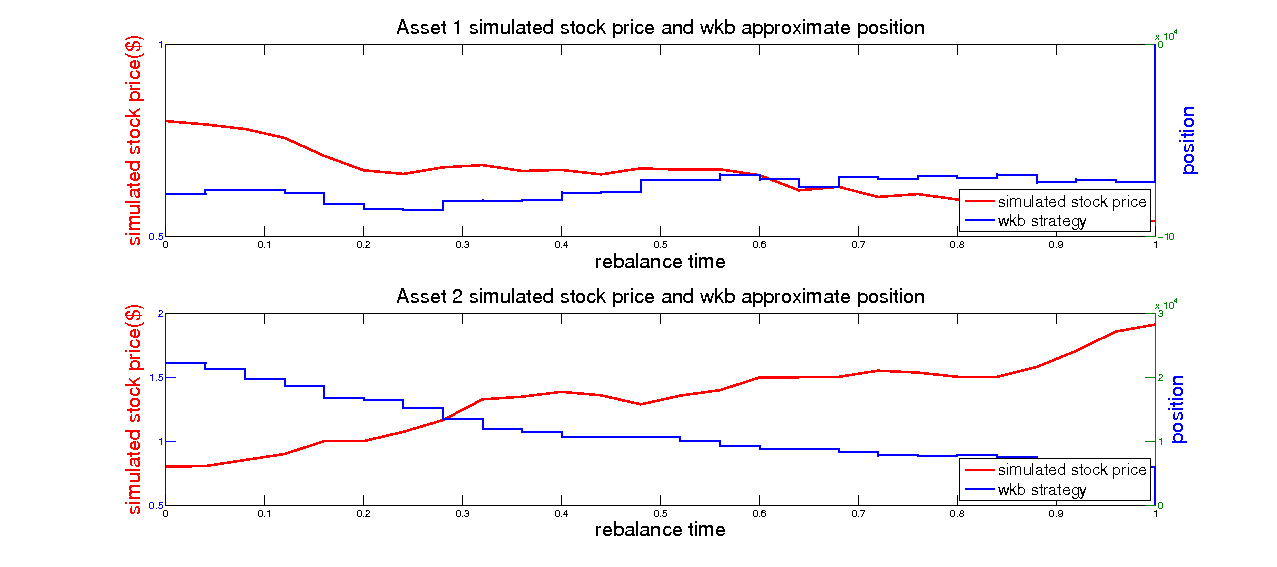 Asset 1 simulated stock price and wkb approximate position
x 10^4
1
0
simulated stock price($)
position
simulated stock price
wkb strategy
0.5
-10
0 0.1 0.2 0.3 0.4 0.5 0.6 0.7 0.8 0.9 1
rebalance time
Asset 2 simulated stock price and wkb approximate position
x 10^4
2
3
1.5
2
simulated stock price($)
position
1
1
simulated stock price
wkb strategy
0.5
0
0 0.1 0.2 0.3 0.4 0.5 0.6 0.7 0.8 0.9 1
rebalance time